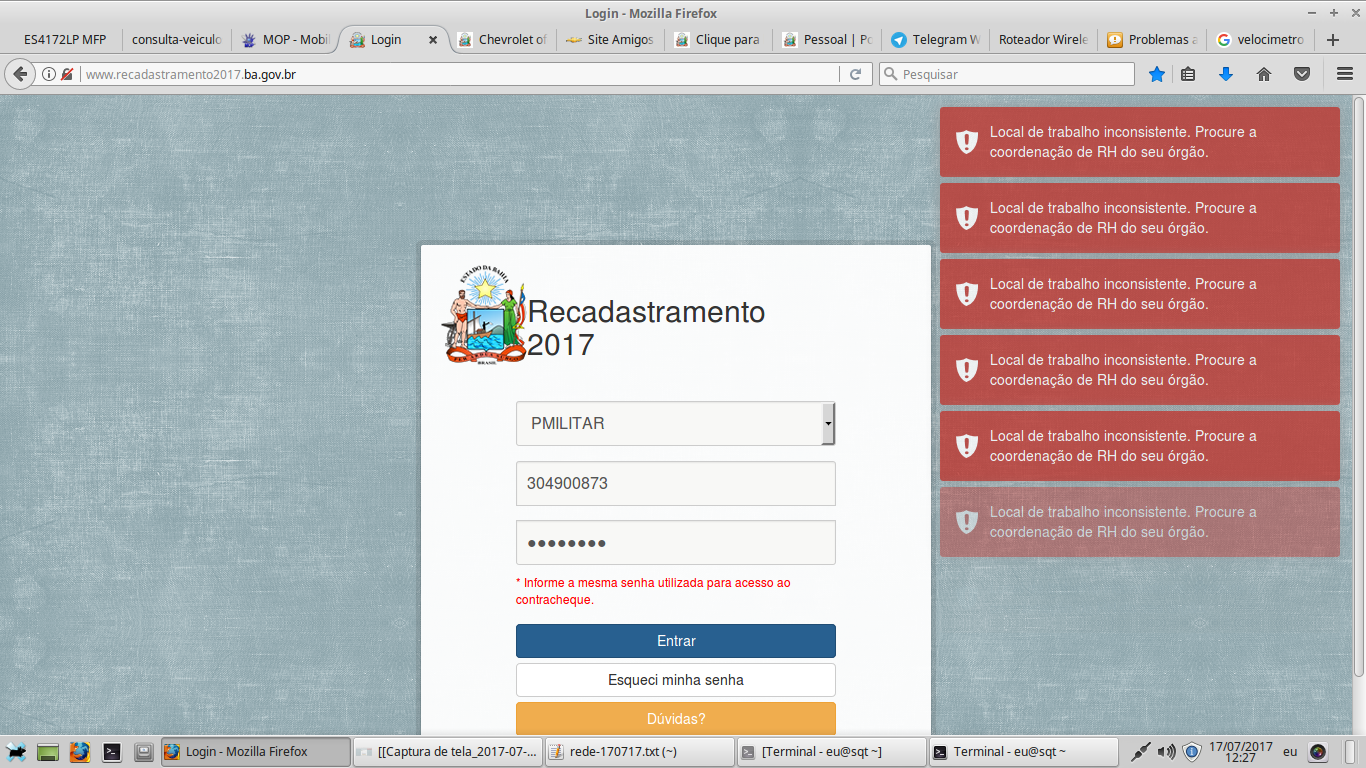 Login - Mozilla Firefox
ES4172LP MFP
consulta-veiculo
MOP - Mobil
Login
Chevrolet of
Site Amigos
Clique para
Pessoal | Po
Telegram W
Roteador Wirele
Problemas a
velocimetro
www.recadastramento2017.ba.gov.br
Pesquisar
Local de trabalho inconsistente. Procure a
coordenação de RH do seu órgão.
Local de trabalho inconsistente. Procure a
coordenação de RH do seu órgão.
Local de trabalho inconsistente. Procure a
coordenação de RH do seu órgão.
Local de trabalho inconsistente. Procure a
coordenação de RH do seu órgão.
Local de trabalho inconsistente. Procure a
coordenação de RH do seu órgão.
Local de trabalho inconsistente. Procure a
coordenação de RH do seu órgão.
ESTADO DA BAHIA
BRASIL
Recadastramento
2017
PMILITAR
304900873
* Informe a mesma senha utilizada para acesso ao
contracheque.
Entrar
Esqueci minha senha
Dúvidas?
Login - Mozilla Firefox
[[Captura de tela_2017-07-...
rede-170717.txt (~)
[Terminal - eu@sqt ~]
Terminal - eu@sqt ~
17/07/2017
12:27
eu